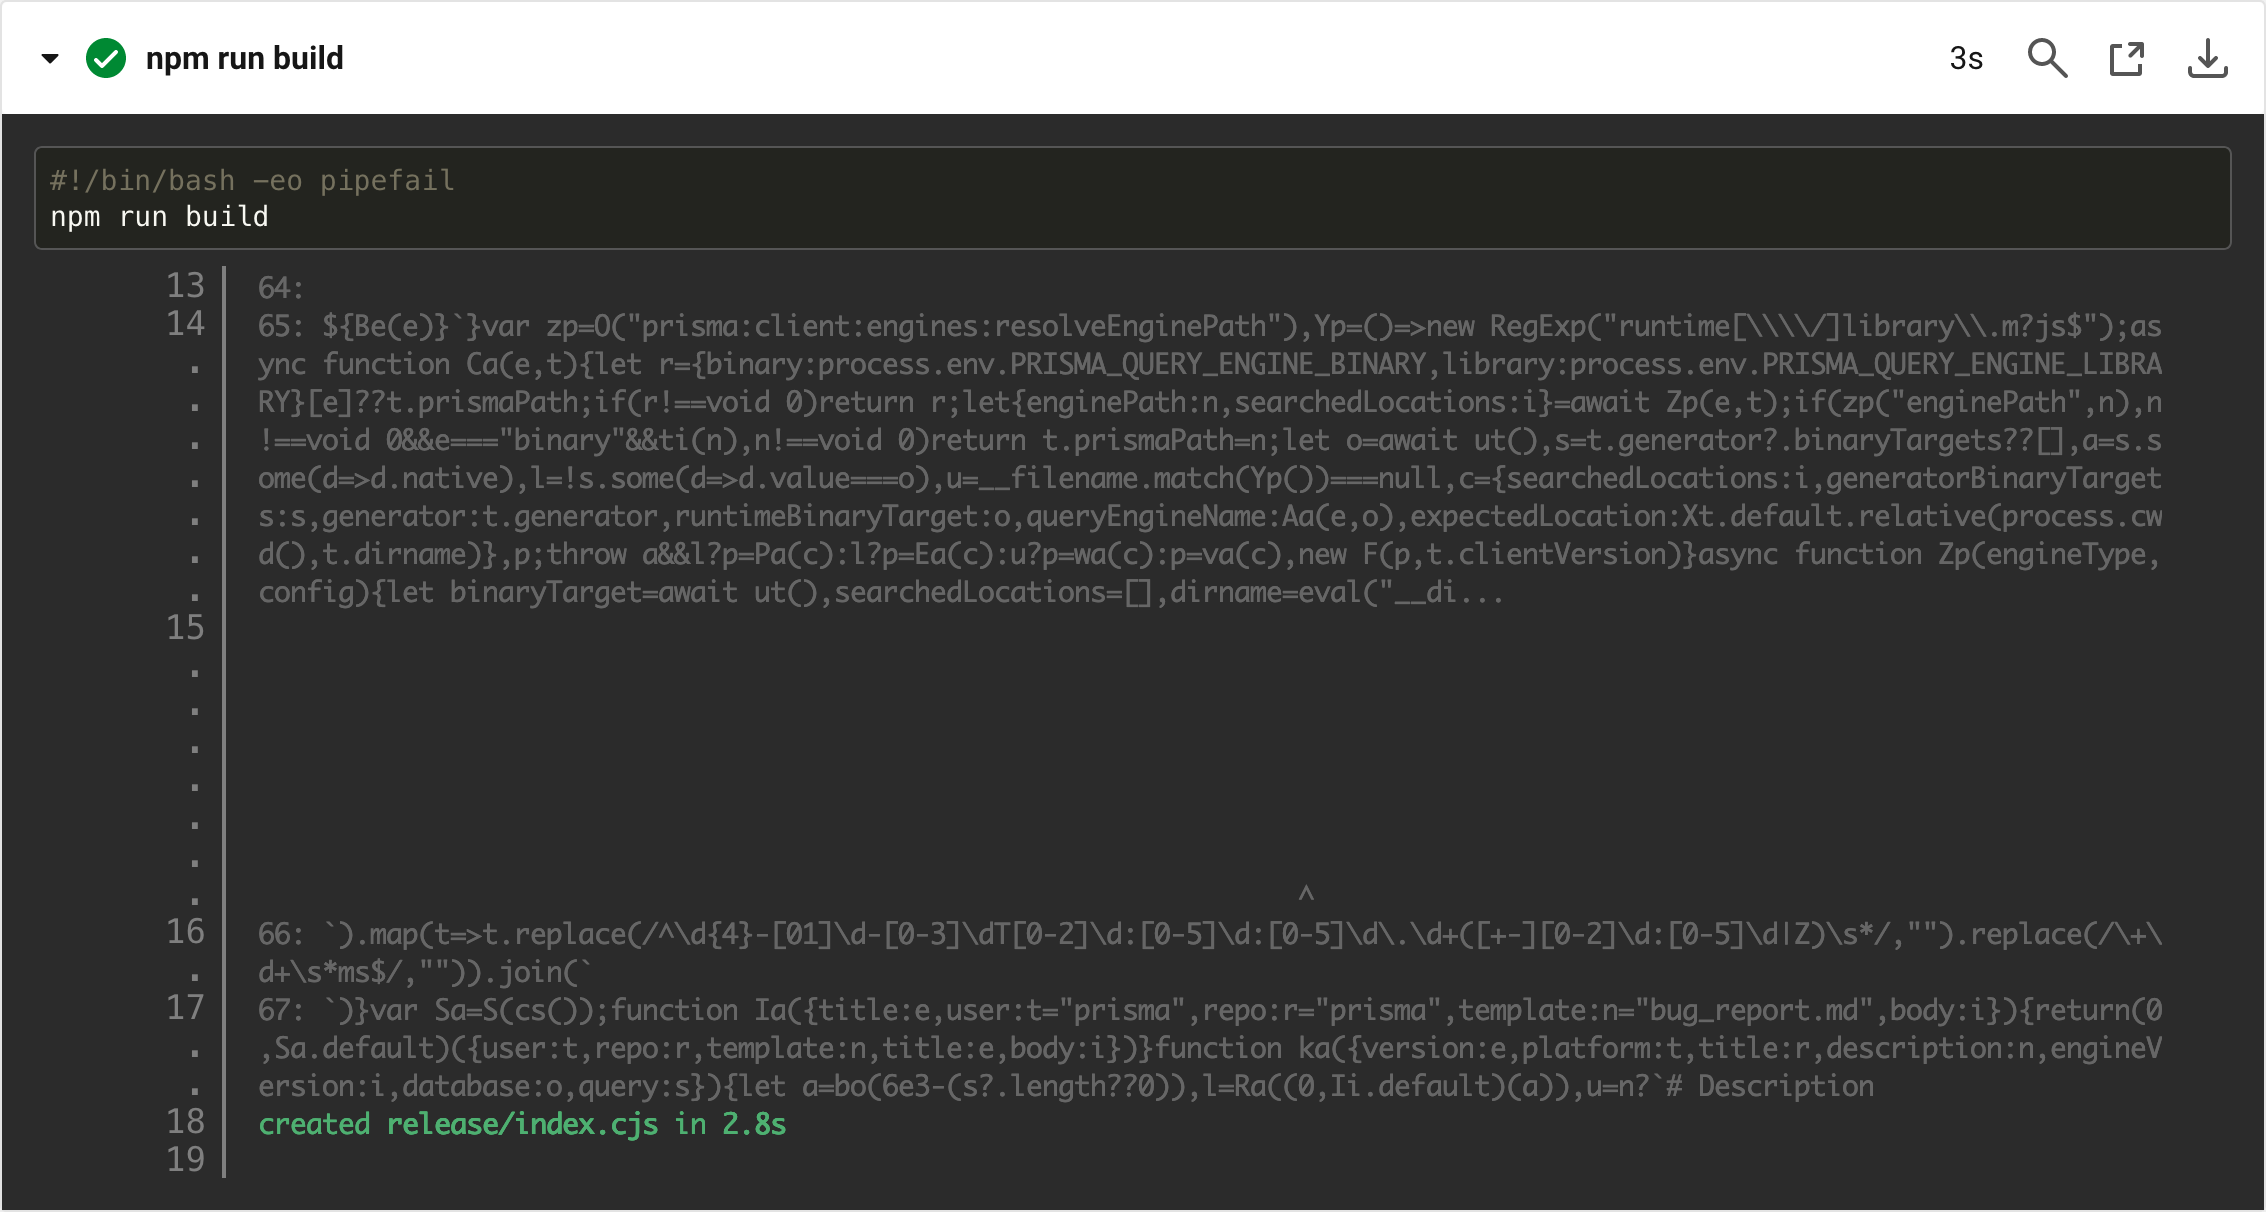 npm run build
3s
#!/bin/bash -eo pipefail
npm run build
13 64:
14 65: ${Be(e)}`}var zp=O("prisma:client:engines:resolveEnginePath"),Yp=()=>new RegExp("runtime[\\\\/]library\\.m?js$");as
. ync function Ca(e,t){let r={binary:process.env.PRISMA_QUERY_ENGINE_BINARY,library:process.env.PRISMA_QUERY_ENGINE_LIBRA
. RY}[e]??t.prismaPath;if(r!==void 0)return r;let{enginePath:n,searchedLocations:i}=await Zp(e,t);if(zp("enginePath",n),n
. !==void 0&&e==="binary"&&ti(n),n!==void 0)return t.prismaPath=n;let o=await ut(),s=t.generator?.binaryTargets??[],a=s.s
. ome(d=>d.native),l=!s.some(d=>d.value===o),u=__filename.match(Yp())===null,c={searchedLocations:i,generatorBinaryTarget
. s:s,generator:t.generator,runtimeBinaryTarget:o,queryEngineName:Aa(e,o),expectedLocation:Xt.default.relative(process.cw
. d(),t.dirname)},p;throw a&&l?p=Pa(c):l?p=Ea(c):u?p=wa(c):p=va(c),new F(p,t.clientVersion)}async function Zp(engineType,
. config){let binaryTarget=await ut(),searchedLocations=[],dirname=eval("__di...
15
.
.
.
.
.
.
. ^
16 66: `).map(t=>t.replace(/^\d{4}-[01]\d-[0-3]\dT[0-2]\d:[0-5]\d:[0-5]\d\.\d+([+-][0-2]\d:[0-5]\d|Z)\s*/,"").replace(/\+\
. d+\s*ms$/,"")).join(`
17 67: `)}var Sa=S(cs());function Ia({title:e,user:t="prisma",repo:r="prisma",template:n="bug_report.md",body:i}){return(0
. ,Sa.default)({user:t,repo:r,template:n,title:e,body:i})}function ka({version:e,platform:t,title:r,description:n,engineV
. ersion:i,database:o,query:s}){let a=bo(6e3-(s?.length??0)),l=Ra((0,Ii.default)(a)),u=n?`# Description
18 created release/index.cjs in 2.8s
19